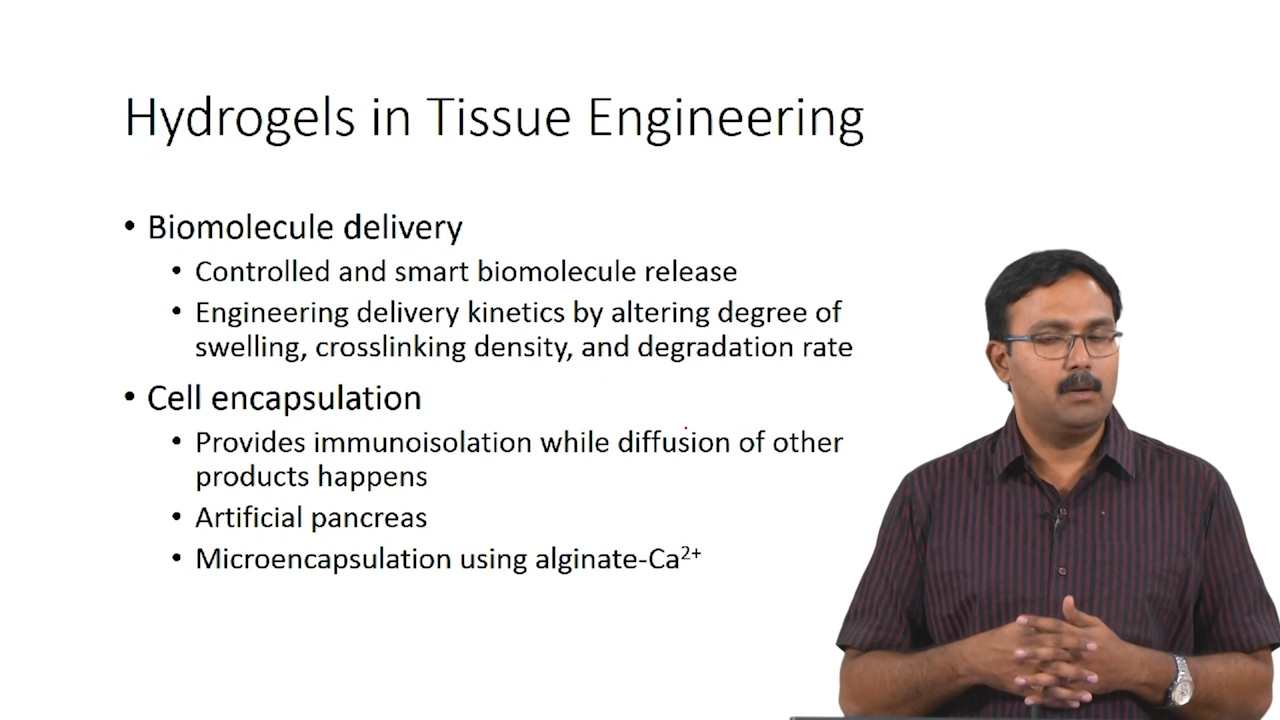 Hydrogels in Tissue Engineering
• Biomolecule delivery
• Controlled and smart biomolecule release
• Engineering delivery kinetics by altering degree of
swelling, crosslinking density, and degradation rate
• Cell encapsulation
• Provides immunoisolation while diffusion of other
products happens
• Artificial pancreas
• Microencapsulation using alginate-Ca²⁺